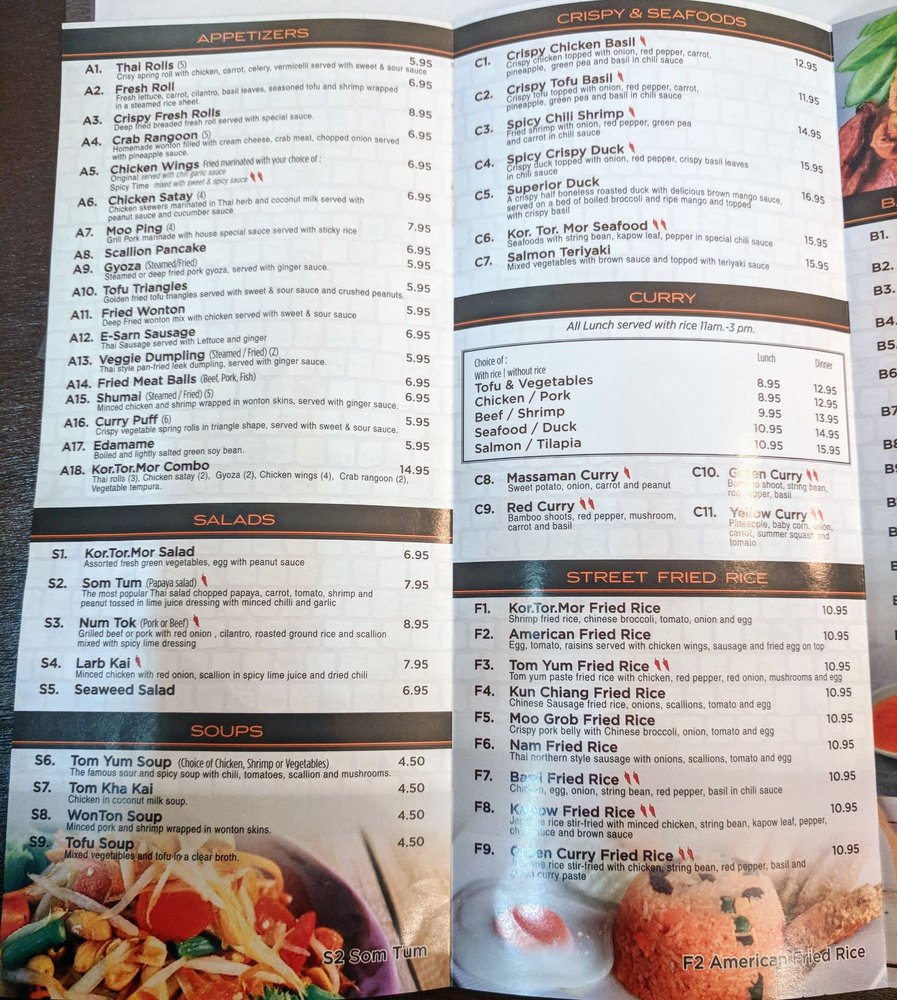 APPETIZERS
A1. Thai Rolls (5) 5.95
Crisy spring roll with chicken, carrot, celery, vermicelli served with sweet & sour sauce
A2. Fresh Roll 6.95
Fresh lettuce, carrot, cilantro, basil leaves, seasoned tofu and shrimp wrapped
in a steamed rice sheet.
A3. Crispy Fresh Rolls 8.95
Deep fried breaded fresh roll served with special sauce.
A4. Crab Rangoon (5) 6.95
Homemade wonton filled with cream cheese, crab meat, chopped onion served
with pineapple sauce.
A5. Chicken Wings Fried marinated with your choice of : 6.95
Original served with chili garlic sauce
Spicy Time mixed with sweet & spicy sauce
A6. Chicken Satay (4) 6.95
Chicken skewers marinated in Thai herb and coconut milk served with
peanut sauce and cucumber sauce
A7. Moo Ping (4) 7.95
Grill Pork marinade with house special sauce served with sticky rice
A8. Scallion Pancake 6.95
A9. Gyoza (Steamed/Fried) 5.95
Steamed or deep fried pork gyoza, served with ginger sauce.
A10. Tofu Triangles 5.95
Golden fried tofu triangles served with sweet & sour sauce and crushed peanuts.
A11. Fried Wonton 5.95
Deep Fried wonton mix with chicken served with sweet & sour sauce
A12. E-Sarn Sausage 6.95
Thai Sausage served with Lettuce and ginger
A13. Veggie Dumpling (Steamed / Fried) (2) 5.95
Thai style pan-fried leek dumpling, served with ginger sauce.
A14. Fried Meat Balls (Beef, Pork, Fish) 6.95
A15. Shumai (Steamed / Fried) (5) 6.95
Minced chicken and shrimp wrapped in wonton skins, served with ginger sauce.
A16. Curry Puff (6) 5.95
Crispy vegetable spring rolls in triangle shape, served with sweet & sour sauce.
A17. Edamame 5.95
Boiled and lightly salted green soy bean.
A18. Kor.Tor.Mor Combo 14.95
Thai rolls (3), Chicken satay (2), Gyoza (2), Chicken wings (4), Crab rangoon (2),
Vegetable tempura.
SALADS
S1. Kor.Tor.Mor Salad 6.95
Assorted fresh green vegetables, egg with peanut sauce
S2. Som Tum (Papaya salad) 7.95
The most popular Thai salad chopped papaya, carrot, tomato, shrimp and
peanut tossed in lime juice dressing with minced chilli and garlic
S3. Num Tok (Pork or Beef) 8.95
Grilled beef or pork with red onion , cilantro, roasted ground rice and scallion
mixed with spicy lime dressing
S4. Larb Kai 7.95
Minced chicken with red onion, scallion in spicy lime juice and dried chili
S5. Seaweed Salad 6.95
SOUPS
S6. Tom Yum Soup (Choice of Chicken, Shrimp or Vegetables) 4.50
The famous sour and spicy soup with chili, tomatoes, scallion and mushrooms.
S7. Tom Kha Kai 4.50
Chicken in coconut milk soup.
S8. WonTon Soup 4.50
Minced pork and shrimp wrapped in wonton skins.
S9. Tofu Soup 4.50
Mixed vegetables and tofu in a clear broth.
S2 Som Tum
CRISPY & SEAFOODS
C1. Crispy Chicken Basil 12.95
Crispy chicken topped with onion, red pepper, carrot,
pineapple, green pea and basil in chili sauce
C2. Crispy Tofu Basil 11.95
Crispy tofu topped with onion, red pepper, carrot,
pineapple, green pea and basil in chili sauce
C3. Spicy Chili Shrimp 14.95
Fried shrimp with onion, red pepper, green pea
and carrot in chili sauce
C4. Spicy Crispy Duck 15.95
Crispy duck topped with onion, red pepper, crispy basil leaves
in chili sauce
C5. Superior Duck 16.95
A crispy half boneless roasted duck with delicious brown mango sauce,
served on a bed of boiled broccoli and ripe mango and topped
with crispy basil
C6. Kor. Tor. Mor Seafood 15.95
Seafoods with string bean, kapow leaf, pepper in special chili sauce
C7. Salmon Teriyaki 15.95
Mixed vegetables with brown sauce and topped with teriyaki sauce
CURRY
All Lunch served with rice 11am.-3 pm.
Choice of : Lunch Dinner
With rice | without rice
Tofu & Vegetables 8.95 12.95
Chicken / Pork 8.95 12.95
Beef / Shrimp 9.95 13.95
Seafood / Duck 10.95 14.95
Salmon / Tilapia 10.95 15.95
C8. Massaman Curry
Sweet potato, onion, carrot and peanut
C9. Red Curry
Bamboo shoots, red pepper, mushroom,
carrot and basil
C10. Green Curry
Bamboo shoot, string bean,
red pepper, basil
C11. Yellow Curry
Pineapple, baby corn, onion,
carrot, summer squash and
tomato
STREET FRIED RICE
F1. Kor.Tor.Mor Fried Rice 10.95
Shrimp fried rice, chinese broccoli, tomato, onion and egg
F2. American Fried Rice 10.95
Egg, tomato, raisins served with chicken wings, sausage and fried egg on top
F3. Tom Yum Fried Rice 10.95
Tom yum paste fried rice with chicken, red pepper, red onion, mushrooms and egg
F4. Kun Chiang Fried Rice 10.95
Chinese Sausage fried rice, onions, scallions, tomato and egg
F5. Moo Grob Fried Rice 10.95
Crispy pork belly with Chinese broccoli, onion, tomato and egg
F6. Nam Fried Rice 10.95
Thai northern style sausage with onions, scallions, tomato and egg
F7. Basil Fried Rice 10.95
Chicken, egg, onion, string bean, red pepper, basil in chili sauce
F8. Kapow Fried Rice 10.95
rice stir-fried with minced chicken, string bean, kapow leaf, pepper,
sauce and brown sauce
F9. Green Curry Fried Rice 10.95
rice stir-fried with chicken, string bean, red pepper, basil and
curry paste
F2 American Fried Rice
B1.
B2.
B3.
B4.
B5.
B6
B7